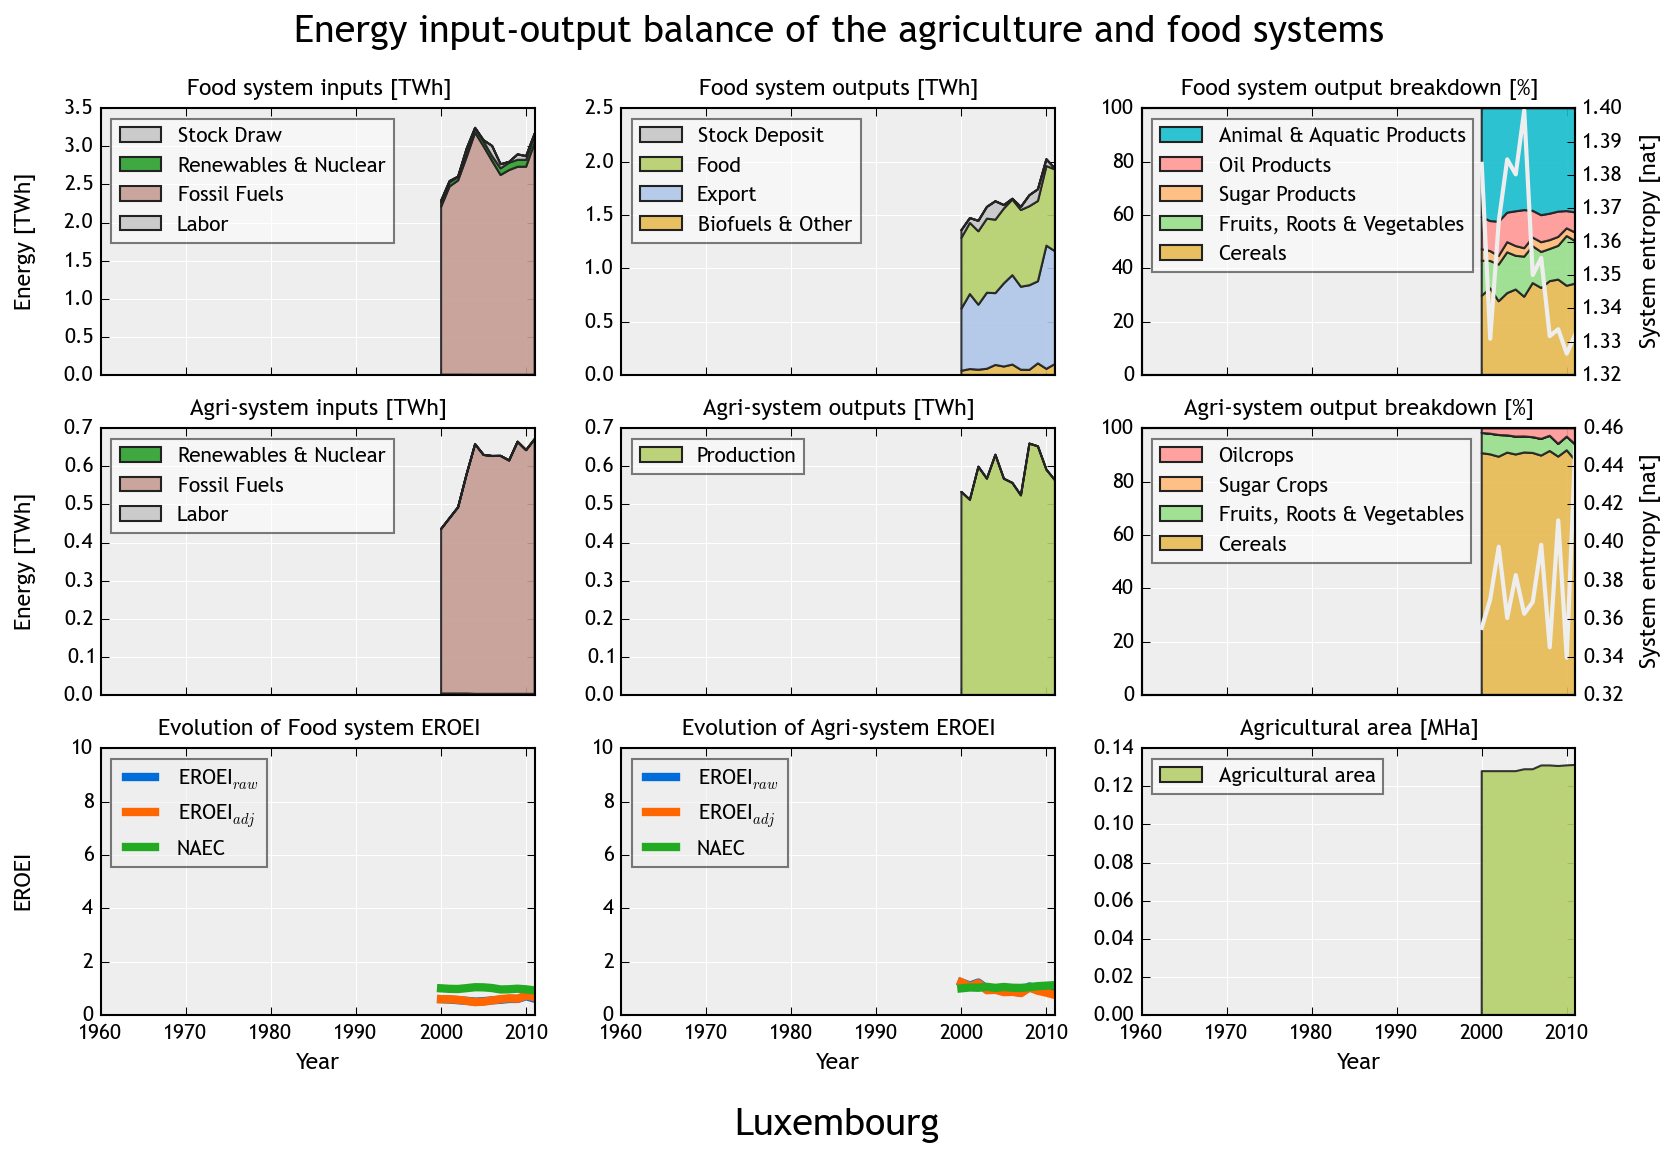 Energy input-output balance of the agriculture and food systems
Food system inputs [TWh]
Food system outputs [TWh]
Food system output breakdown [%]
Energy [TWh]
3.5
3.0
2.5
2.0
1.5
1.0
0.5
0.0
Stock Draw
Renewables & Nuclear
Fossil Fuels
Labor
2.5
2.0
1.5
1.0
0.5
0.0
Stock Deposit
Food
Export
Biofuels & Other
100
80
60
40
20
0
Animal & Aquatic Products
Oil Products
Sugar Products
Fruits, Roots & Vegetables
Cereals
1.40
1.39
1.38
1.37
1.36
1.35
1.34
1.33
1.32
System entropy [nat]
Agri-system inputs [TWh]
Agri-system outputs [TWh]
Agri-system output breakdown [%]
Energy [TWh]
0.7
0.6
0.5
0.4
0.3
0.2
0.1
0.0
Renewables & Nuclear
Fossil Fuels
Labor
0.7
0.6
0.5
0.4
0.3
0.2
0.1
0.0
Production
100
80
60
40
20
0
Oilcrops
Sugar Crops
Fruits, Roots & Vegetables
Cereals
0.46
0.44
0.42
0.40
0.38
0.36
0.34
0.32
System entropy [nat]
Evolution of Food system EROEI
Evolution of Agri-system EROEI
Agricultural area [MHa]
EROEI
10
8
6
4
2
0
EROEI raw
EROEI adj
NAEC
1960 1970 1980 1990 2000 2010
Year
10
8
6
4
2
0
EROEI raw
EROEI adj
NAEC
1960 1970 1980 1990 2000 2010
Year
0.14
0.12
0.10
0.08
0.06
0.04
0.02
0.00
Agricultural area
1960 1970 1980 1990 2000 2010
Year
Luxembourg